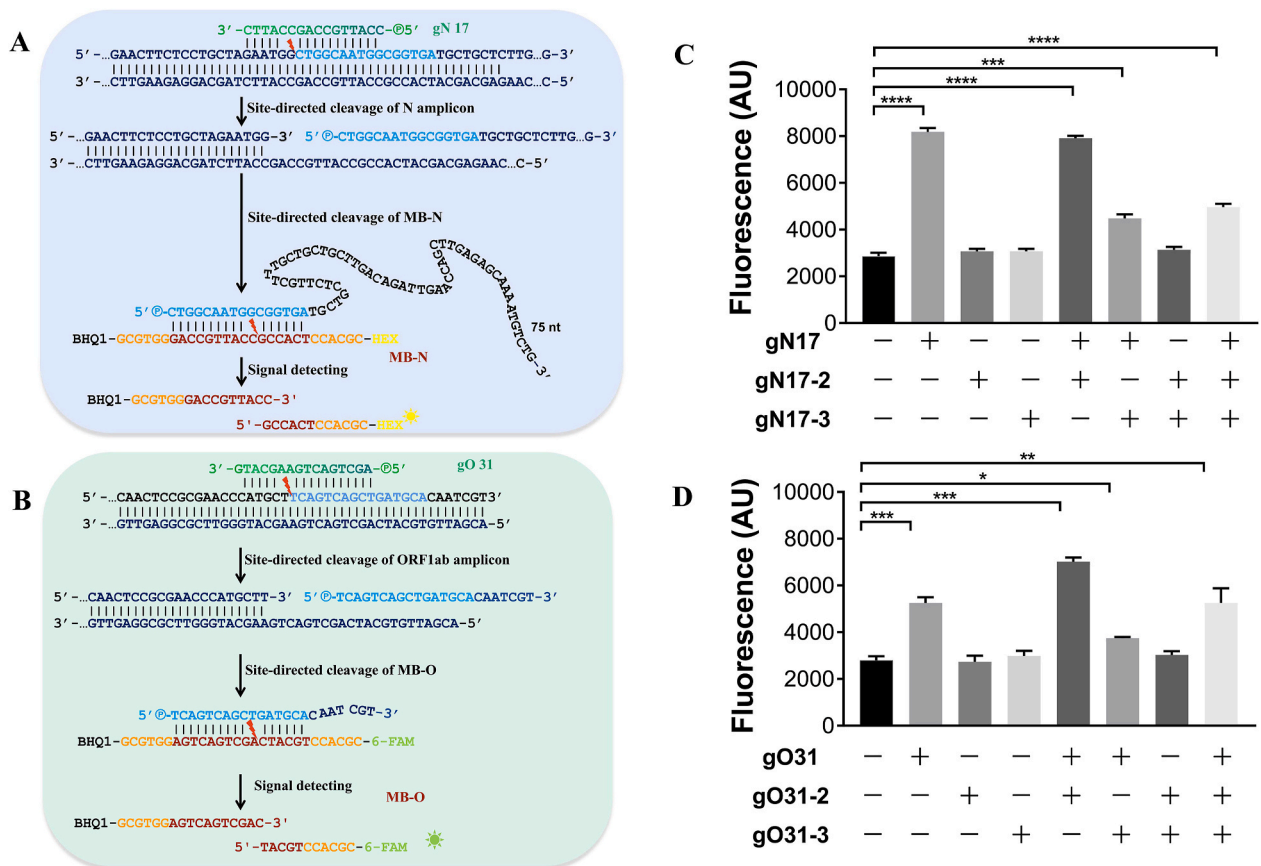 A
3′-CTTACCGACCGTTACC-Ⓟ5′ gN 17
5′-…GAACTTCTCCTGCTAGAATGGCTGGCAATGGCGGTGATGCTGCTCTTG…G-3′
3′-…CTTGAAGAGGACGATCTTACCGACCGTTACCGCCACTACGACGAGAAC…C-5′
Site-directed cleavage of N amplicon
5′ -…GAACTTCTCCTGCTAGAATGG-3′ 5′Ⓟ-CTGGCAATGGCGGTGATGCTGCTCTTG…G-3′
3′-…CTTGAAGAGGACGATCTTACCGACCGTTACCGCCACTACGACGAGAAC…C-5′
Site-directed cleavage of MB-N
5′Ⓟ-CTGGCAATGGCGGTGATGCTGCTCTTGCTTTGCTGCTGCTTGACAGATTGAACCAGCTTGAGAGCAAAATGTCTG-3′
75 nt
BHQ1-GCGTGGGACCGTTACCGCCACTCCACGC-HEX
MB-N
Signal detecting
BHQ1-GCGTGGGACCGTTACC-3'
5'-GCCACTCCACGC-HEX
B
3′-GTACGAAGTCAGTCGA-Ⓟ5′ gO 31
5′ -…CAACTCCGCGAACCCATGCTTCAGTCAGCTGATGCACAATCGT3′
3′-…GTTGAGGCGCTTGGGTACGAAGTCAGTCGACTACGTGTTAGCA-5′
Site-directed cleavage of ORF1ab amplicon
5′ -…CAACTCCGCGAACCCATGCTT-3′ 5′Ⓟ-TCAGTCAGCTGATGCACAATCGT-3′
3′-…GTTGAGGCGCTTGGGTACGAAGTCAGTCGACTACGTGTTAGCA-5′
Site-directed cleavage of MB-O
5′Ⓟ-TCAGTCAGCTGATGCACAATCGT-3′
BHQ1-GCGTGGAGTCAGTCGACTACGTCCACGC-6-FAM
Signal detecting
MB-O
BHQ1-GCGTGGAGTCAGTCGAC-3'
5'-TACGTCCACGC-6-FAM
C
****
***
****
****
Fluorescence (AU)
10000
8000
6000
4000
2000
0
gN17 − + − − + + − +
gN17-2 − − + − + − + +
gN17-3 − − − + − + + +
D
**
*
***
***
Fluorescence (AU)
10000
8000
6000
4000
2000
0
gO31 − + − − + + − +
gO31-2 − − + − + − + +
gO31-3 − − − + − + + +